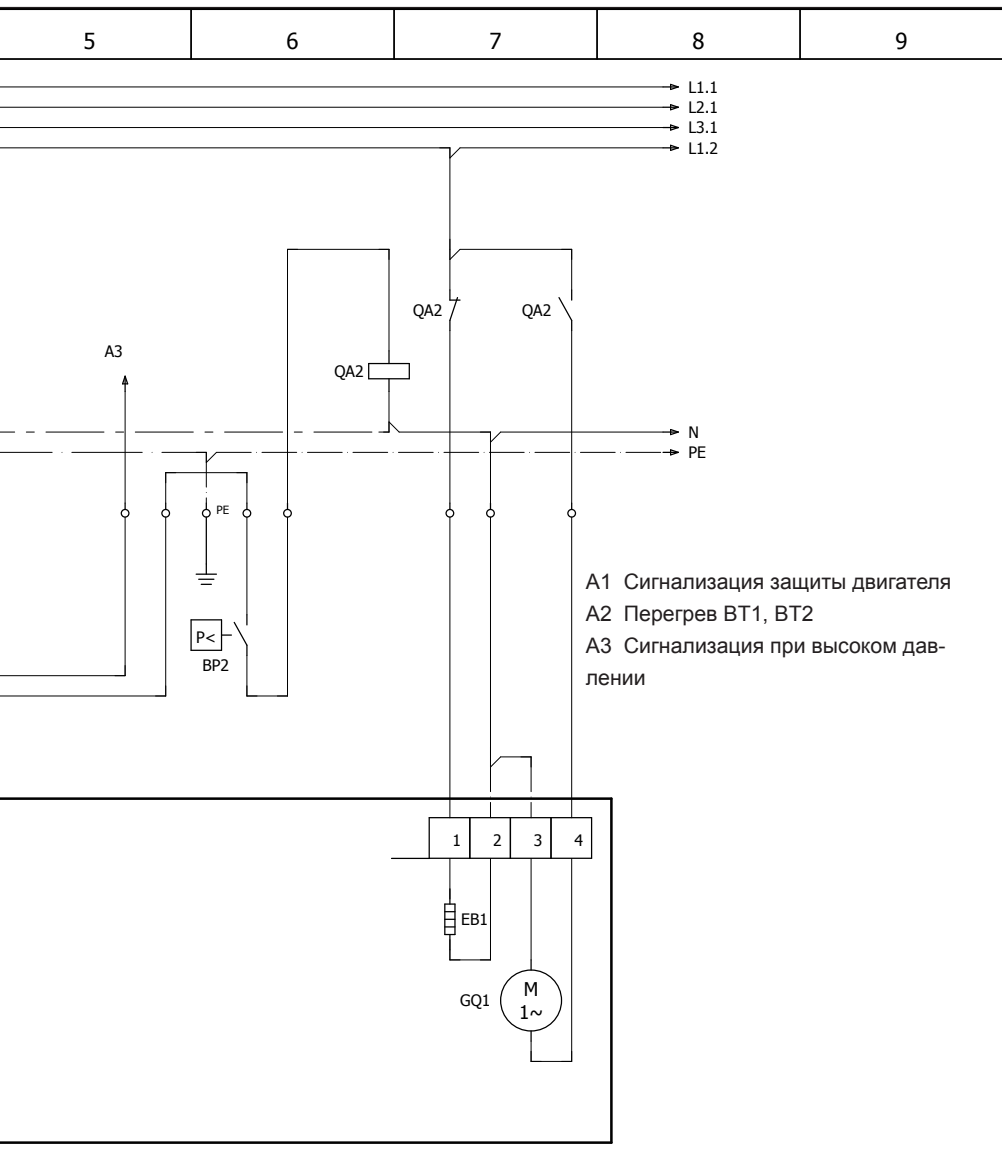 5 6 7 8 9
L1.1
L2.1
L3.1
L1.2
QA2 QA2
A3
QA2
N
PE
PE
A1 Сигнализация защиты двигателя
A2 Перегрев BT1, BT2
A3 Сигнализация при высоком дав-
лении
P<
BP2
1 2 3 4
EB1
GQ1
M
1~